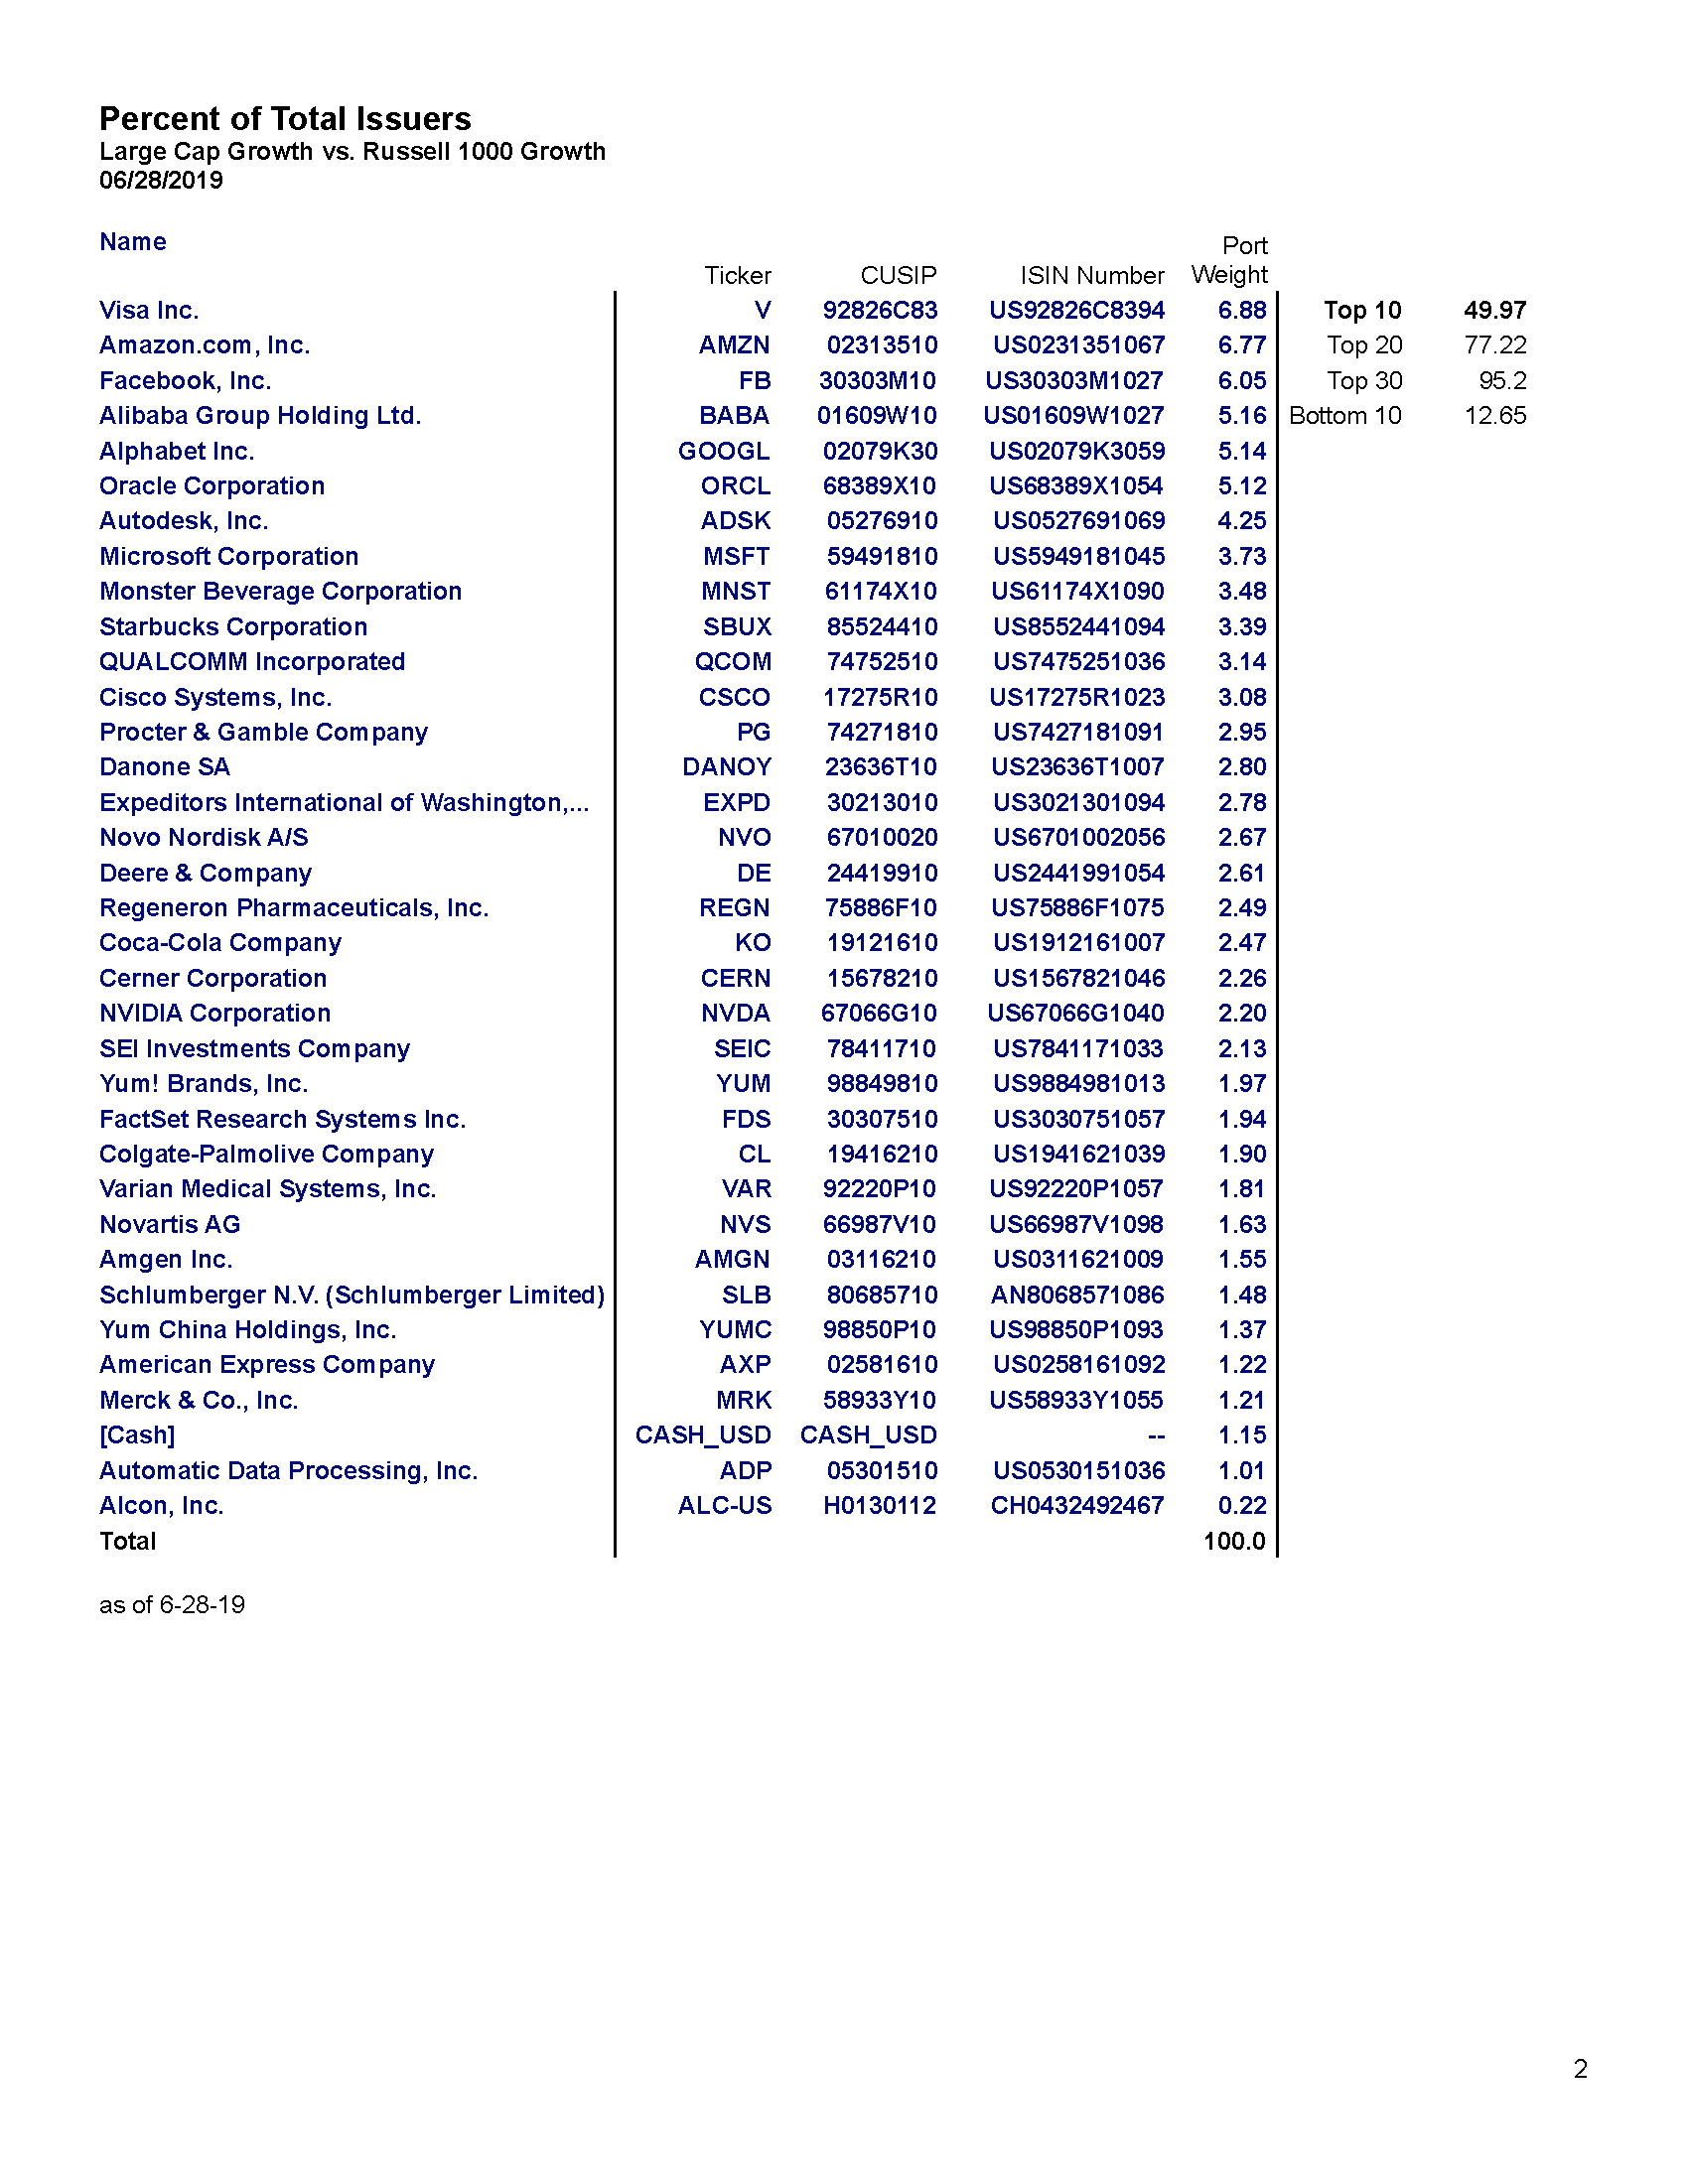 Percent of Total Issuers
Large Cap Growth vs. Russell 1000 Growth
06/28/2019
Name Ticker CUSIP ISIN Number Port Weight
Visa Inc. V 92826C83 US92826C8394 6.88 Top 10 49.97
Amazon.com, Inc. AMZN 02313510 US0231351067 6.77 Top 20 77.22
Facebook, Inc. FB 30303M10 US30303M1027 6.05 Top 30 95.2
Alibaba Group Holding Ltd. BABA 01609W10 US01609W1027 5.16 Bottom 10 12.65
Alphabet Inc. GOOGL 02079K30 US02079K3059 5.14
Oracle Corporation ORCL 68389X10 US68389X1054 5.12
Autodesk, Inc. ADSK 05276910 US0527691069 4.25
Microsoft Corporation MSFT 59491810 US5949181045 3.73
Monster Beverage Corporation MNST 61174X10 US61174X1090 3.48
Starbucks Corporation SBUX 85524410 US8552441094 3.39
QUALCOMM Incorporated QCOM 74752510 US7475251036 3.14
Cisco Systems, Inc. CSCO 17275R10 US17275R1023 3.08
Procter & Gamble Company PG 74271810 US7427181091 2.95
Danone SA DANOY 23636T10 US23636T1007 2.80
Expeditors International of Washington,... EXPD 30213010 US3021301094 2.78
Novo Nordisk A/S NVO 67010020 US6701002056 2.67
Deere & Company DE 24419910 US2441991054 2.61
Regeneron Pharmaceuticals, Inc. REGN 75886F10 US75886F1075 2.49
Coca-Cola Company KO 19121610 US1912161007 2.47
Cerner Corporation CERN 15678210 US1567821046 2.26
NVIDIA Corporation NVDA 67066G10 US67066G1040 2.20
SEI Investments Company SEIC 78411710 US7841171033 2.13
Yum! Brands, Inc. YUM 98849810 US9884981013 1.97
FactSet Research Systems Inc. FDS 30307510 US3030751057 1.94
Colgate-Palmolive Company CL 19416210 US1941621039 1.90
Varian Medical Systems, Inc. VAR 92220P10 US92220P1057 1.81
Novartis AG NVS 66987V10 US66987V1098 1.63
Amgen Inc. AMGN 03116210 US0311621009 1.55
Schlumberger N.V. (Schlumberger Limited) SLB 80685710 AN8068571086 1.48
Yum China Holdings, Inc. YUMC 98850P10 US98850P1093 1.37
American Express Company AXP 02581610 US0258161092 1.22
Merck & Co., Inc. MRK 58933Y10 US58933Y1055 1.21
[Cash] CASH_USD CASH_USD -- 1.15
Automatic Data Processing, Inc. ADP 05301510 US0530151036 1.01
Alcon, Inc. ALC-US H0130112 CH0432492467 0.22
Total 100.0
as of 6-28-19
2